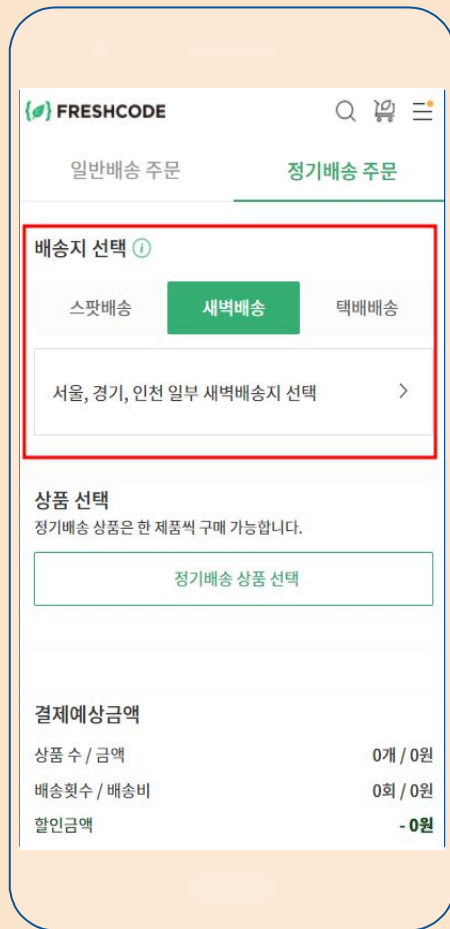 FRESHCODE
일반배송 주문 정기배송 주문
배송지 선택
스팟배송 새벽배송 택배배송
서울, 경기, 인천 일부 새벽배송지 선택
상품 선택
정기배송 상품은 한 제품씩 구매 가능합니다.
정기배송 상품 선택
결제예상금액
상품 수 / 금액 0개 / 0원
배송횟수 / 배송비 0회 / 0원
할인금액 - 0원